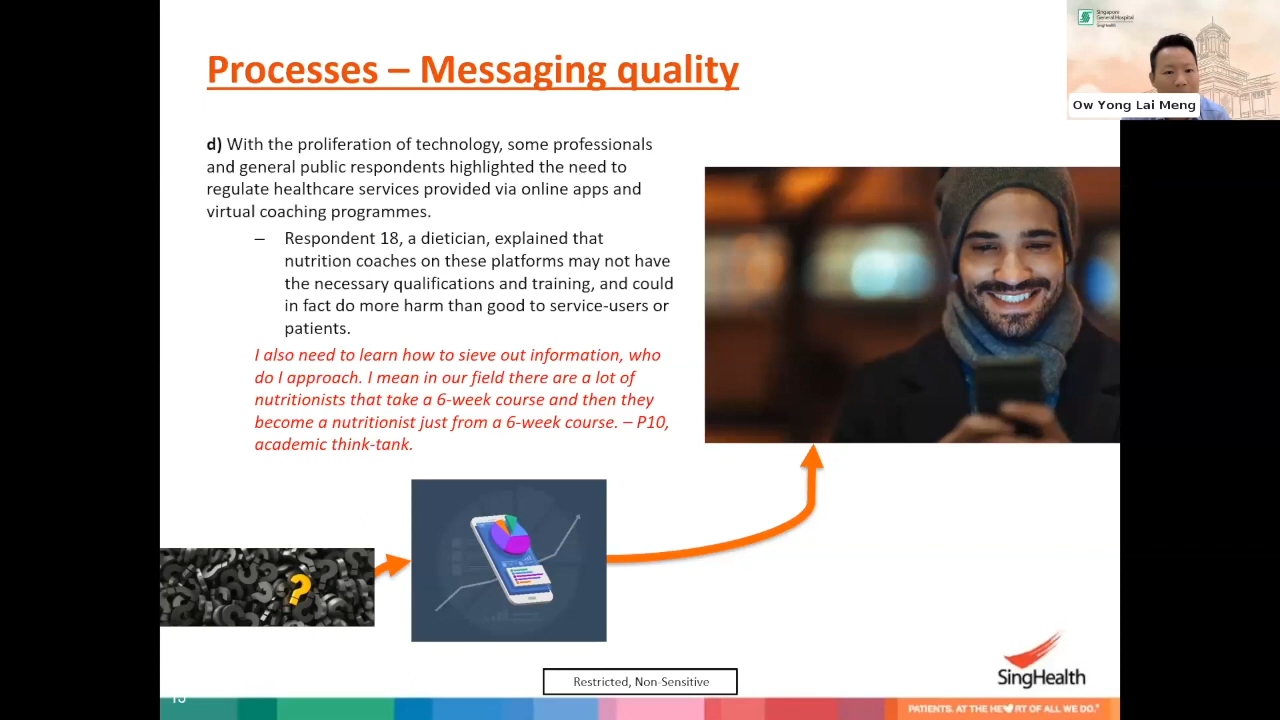 Processes – Messaging quality
Singapore
General Hospital
SingHealth
Ow Yong Lai Meng
d) With the proliferation of technology, some professionals
and general public respondents highlighted the need to
regulate healthcare services provided via online apps and
virtual coaching programmes.
– Respondent 18, a dietician, explained that
nutrition coaches on these platforms may not have
the necessary qualifications and training, and could
in fact do more harm than good to service-users or
patients.
I also need to learn how to sieve out information, who
do I approach. I mean in our field there are a lot of
nutritionists that take a 6-week course and then they
become a nutritionist just from a 6-week course. – P10,
academic think-tank.
?
SingHealth
Restricted, Non-Sensitive
PATIENTS. AT THE HE RT OF ALL WE DO.